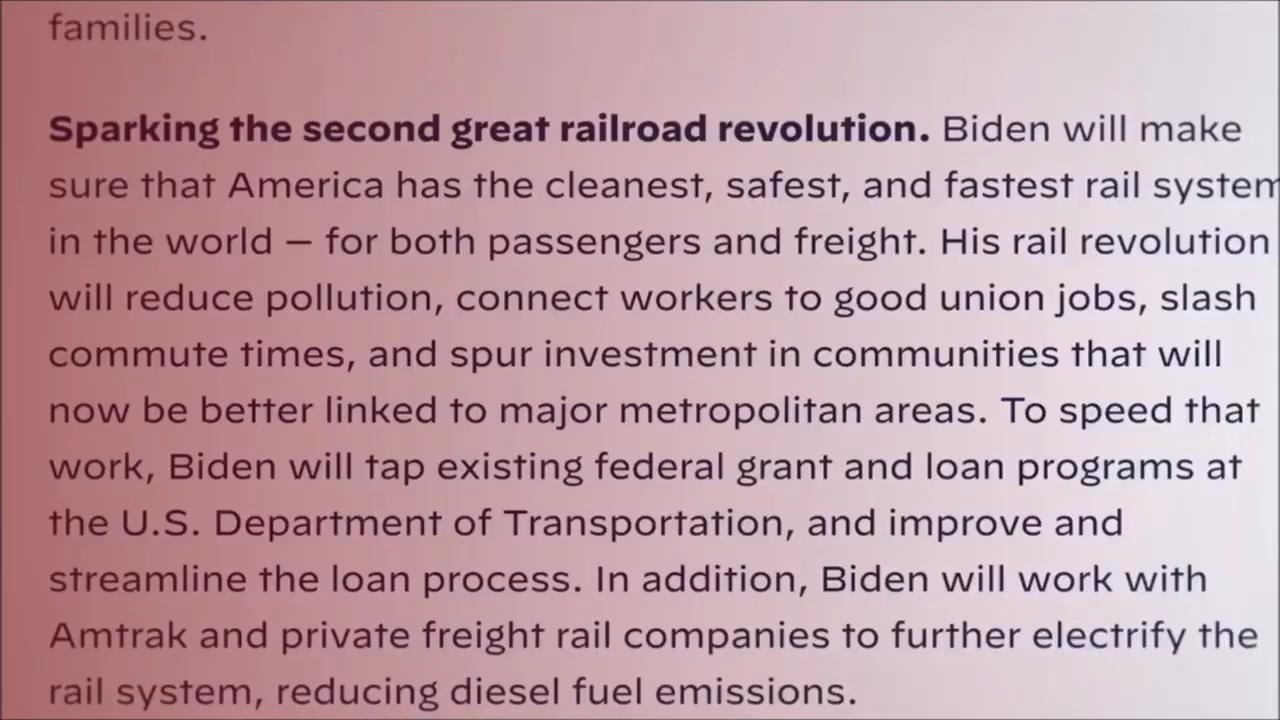 families.
Sparking the second great railroad revolution. Biden will make
sure that America has the cleanest, safest, and fastest rail system
in the world – for both passengers and freight. His rail revolution
will reduce pollution, connect workers to good union jobs, slash
commute times, and spur investment in communities that will
now be better linked to major metropolitan areas. To speed that
work, Biden will tap existing federal grant and loan programs at
the U.S. Department of Transportation, and improve and
streamline the loan process. In addition, Biden will work with
Amtrak and private freight rail companies to further electrify the
rail system, reducing diesel fuel emissions.